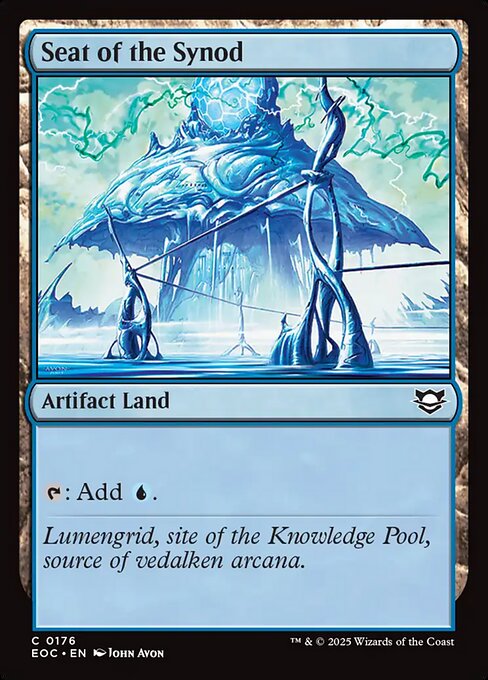 Seat of the Synod
AVON
Artifact Land
: Add .
Lumengrid, site of the Knowledge Pool,
source of vedalken arcana.
C 0176
EOC • EN JOHN AVON
™ & © 2025 Wizards of the Coast